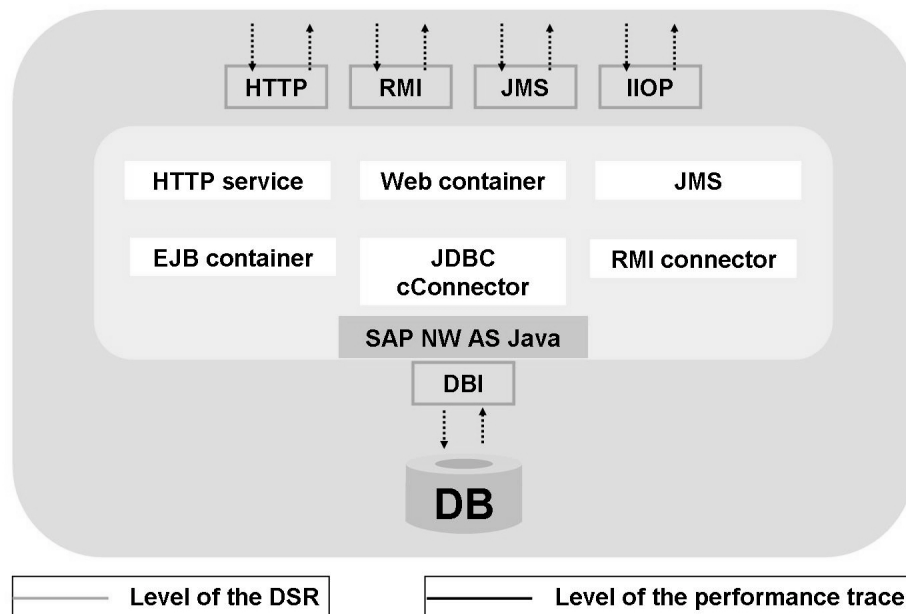 HTTP RMI JMS IIOP
HTTP service Web container JMS
EJB container JDBC cConnector RMI connector
SAP NW AS Java
DBI
DB
Level of the DSR Level of the performance trace